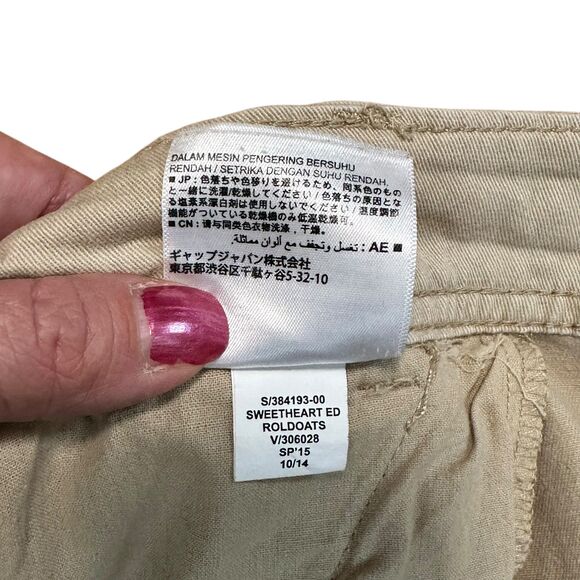 DALAM MESIN PENGERING BERSUHU
RENDAH / SETRIKA DENGAN SUHU RENDAH.
■ JP : 色落ちや色移りを避けるため、同系色のもの
と一緒に洗濯/乾燥してください / 色落ちの原因とな
る塩素系漂白剤は使用しないでください / 温度調節
機能がついている乾燥機のみ低温乾燥可。
■ CN : 请与同类色衣物洗涤，干燥。
■ AE : تغسل وتجفف مع ألوان مماثلة.
ギャップジャパン株式会社
東京都渋谷区千駄ヶ谷5-32-10
S/384193-00
SWEETHEART ED
ROLDOATS
V/306028
SP'15
10/14